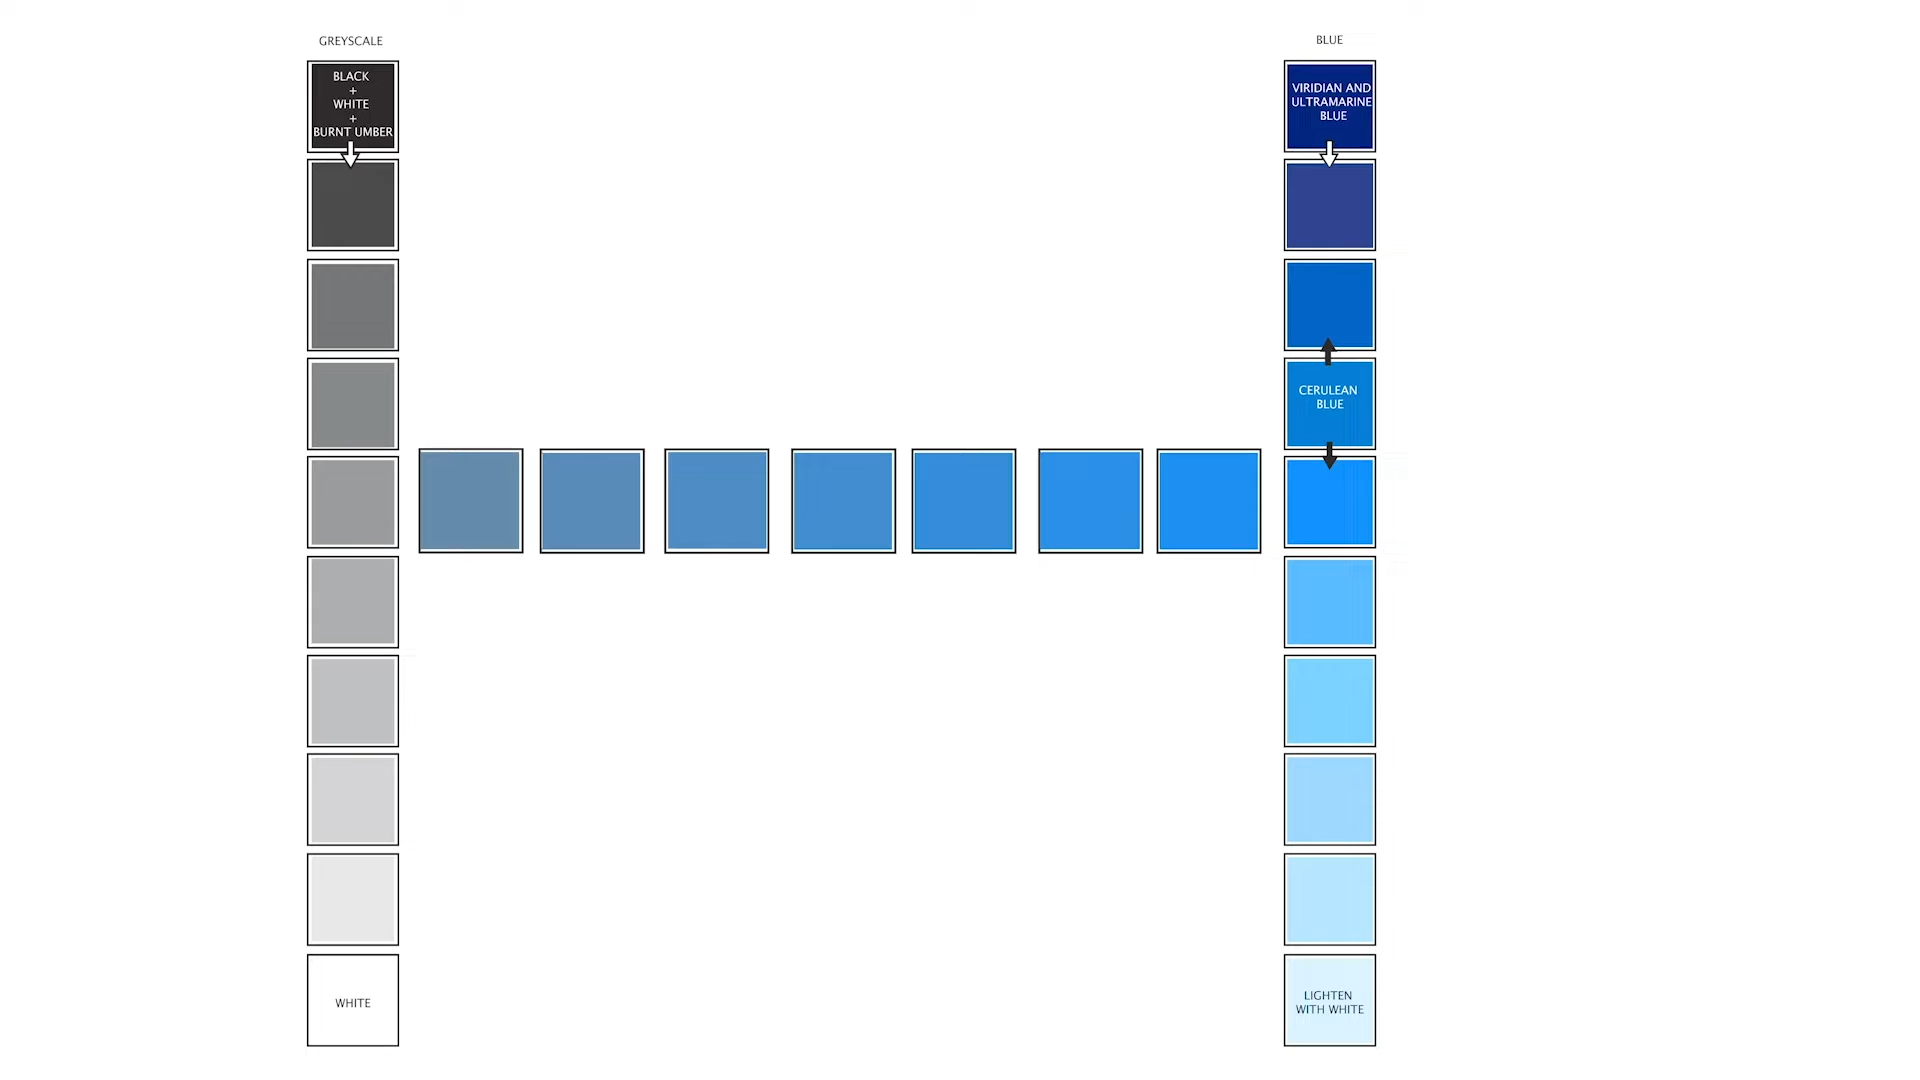 GREYSCALE
BLACK
+
WHITE
+
BURNT UMBER
WHITE
BLUE
VIRIDIAN AND
ULTRAMARINE
BLUE
CERULEAN
BLUE
LIGHTEN
WITH WHITE